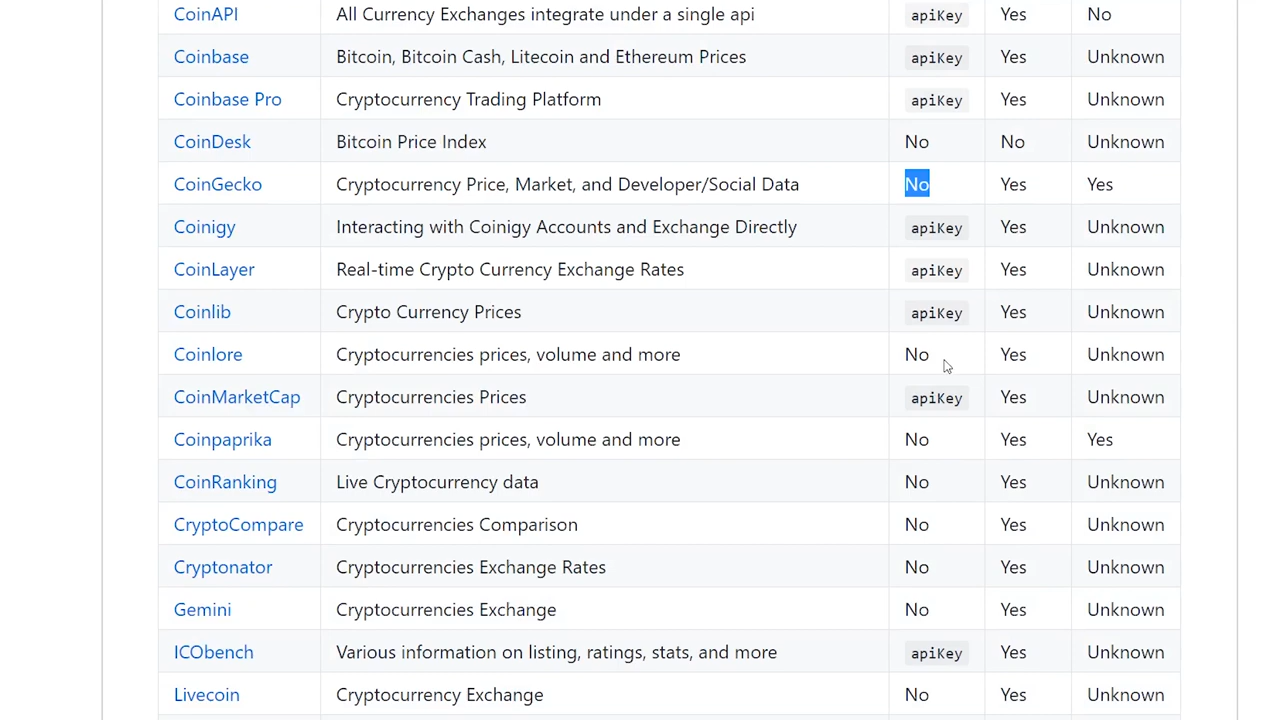 CoinAPI All Currency Exchanges integrate under a single api apiKey Yes No
Coinbase Bitcoin, Bitcoin Cash, Litecoin and Ethereum Prices apiKey Yes Unknown
Coinbase Pro Cryptocurrency Trading Platform apiKey Yes Unknown
CoinDesk Bitcoin Price Index No No Unknown
CoinGecko Cryptocurrency Price, Market, and Developer/Social Data No Yes Yes
Coinigy Interacting with Coinigy Accounts and Exchange Directly apiKey Yes Unknown
CoinLayer Real-time Crypto Currency Exchange Rates apiKey Yes Unknown
Coinlib Crypto Currency Prices apiKey Yes Unknown
Coinlore Cryptocurrencies prices, volume and more No Yes Unknown
CoinMarketCap Cryptocurrencies Prices apiKey Yes Unknown
Coinpaprika Cryptocurrencies prices, volume and more No Yes Yes
CoinRanking Live Cryptocurrency data No Yes Unknown
CryptoCompare Cryptocurrencies Comparison No Yes Unknown
Cryptonator Cryptocurrencies Exchange Rates No Yes Unknown
Gemini Cryptocurrencies Exchange No Yes Unknown
ICObench Various information on listing, ratings, stats, and more apiKey Yes Unknown
Livecoin Cryptocurrency Exchange No Yes Unknown